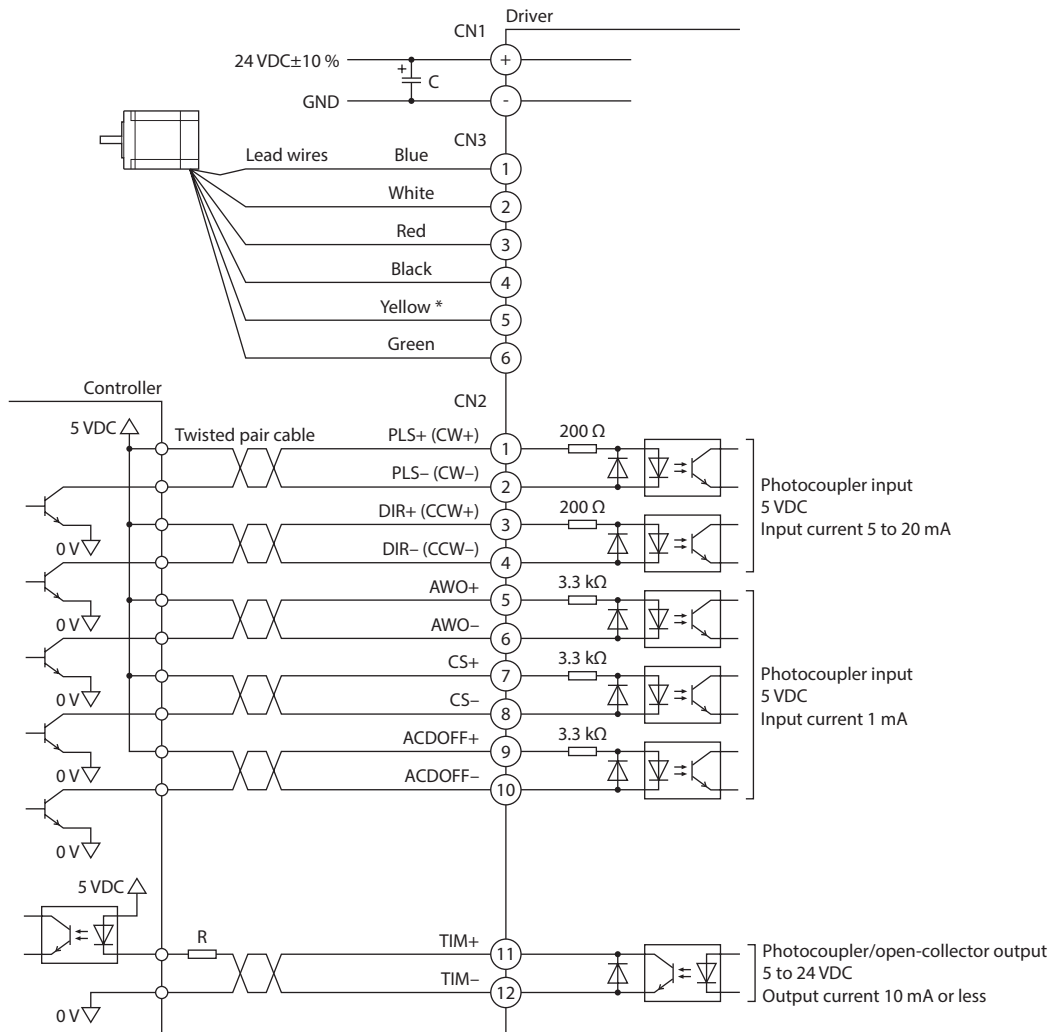 Driver
CN1
24 VDC±10 %
+
+
C
GND
-
CN3
Lead wires
Blue
1
White
2
Red
3
Black
4
Yellow *
5
Green
6
Controller
CN2
5 VDC
Twisted pair cable
PLS+ (CW+)
1
200 Ω
PLS− (CW−)
2
Photocoupler input
5 VDC
Input current 5 to 20 mA
0 V
DIR+ (CCW+)
3
200 Ω
DIR− (CCW−)
4
0 V
AWO+
5
3.3 kΩ
AWO−
6
0 V
CS+
7
3.3 kΩ
CS−
8
Photocoupler input
5 VDC
Input current 1 mA
0 V
ACDOFF+
9
3.3 kΩ
ACDOFF−
10
0 V
5 VDC
R
TIM+
11
TIM−
12
Photocoupler/open-collector output
5 to 24 VDC
Output current 10 mA or less
0 V